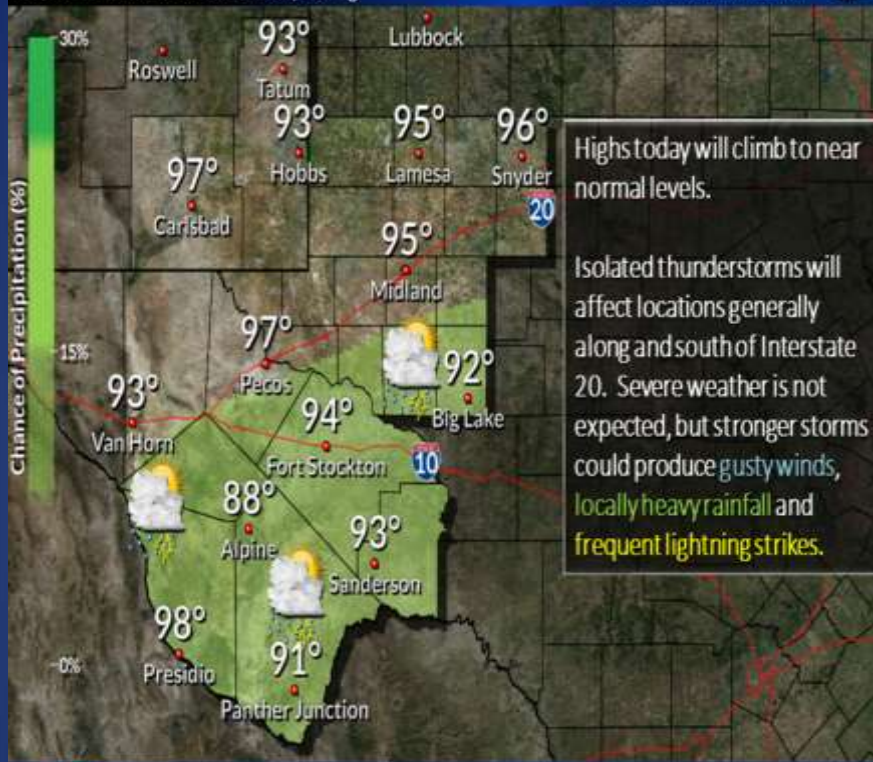 30%
93°
Lubbock
Roswell
Tatum
93°
95°
96°
Hobbs
Lamesa
Snyder
97°
Carlsbad
20
95°
Midland
Chance of Precipitation (%)
15%
97°
Pecos
92°
Big Lake
93°
Van Horn
94°
Fort Stockton
10
88°
Alpine
93°
Sanderson
98°
Presidio
0%
91°
Panther Junction
Highs today will climb to near
normal levels.
Isolated thunderstorms will
affect locations generally
along and south of Interstate
20. Severe weather is not
expected, but stronger storms
could produce gusty winds,
locally heavy rainfall and
frequent lightning strikes.